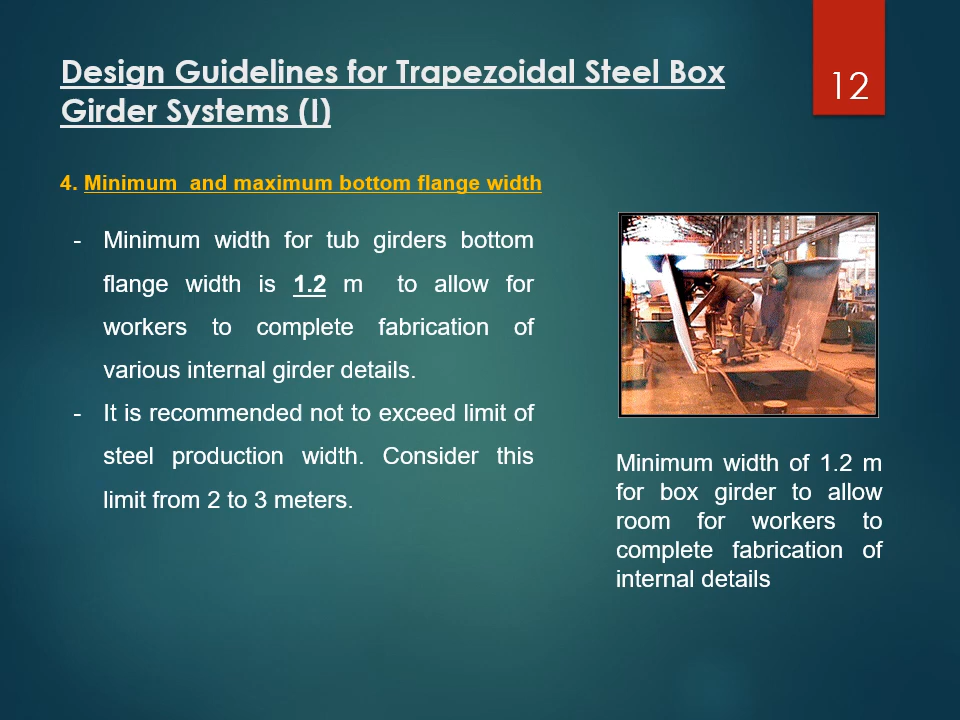 Design Guidelines for Trapezoidal Steel Box
Girder Systems (I)
12
4. Minimum and maximum bottom flange width
- Minimum width for tub girders bottom
flange width is 1.2 m to allow for
workers to complete fabrication of
various internal girder details.
- It is recommended not to exceed limit of
steel production width. Consider this
limit from 2 to 3 meters.
Minimum width of 1.2 m
for box girder to allow
room for workers to
complete fabrication of
internal details